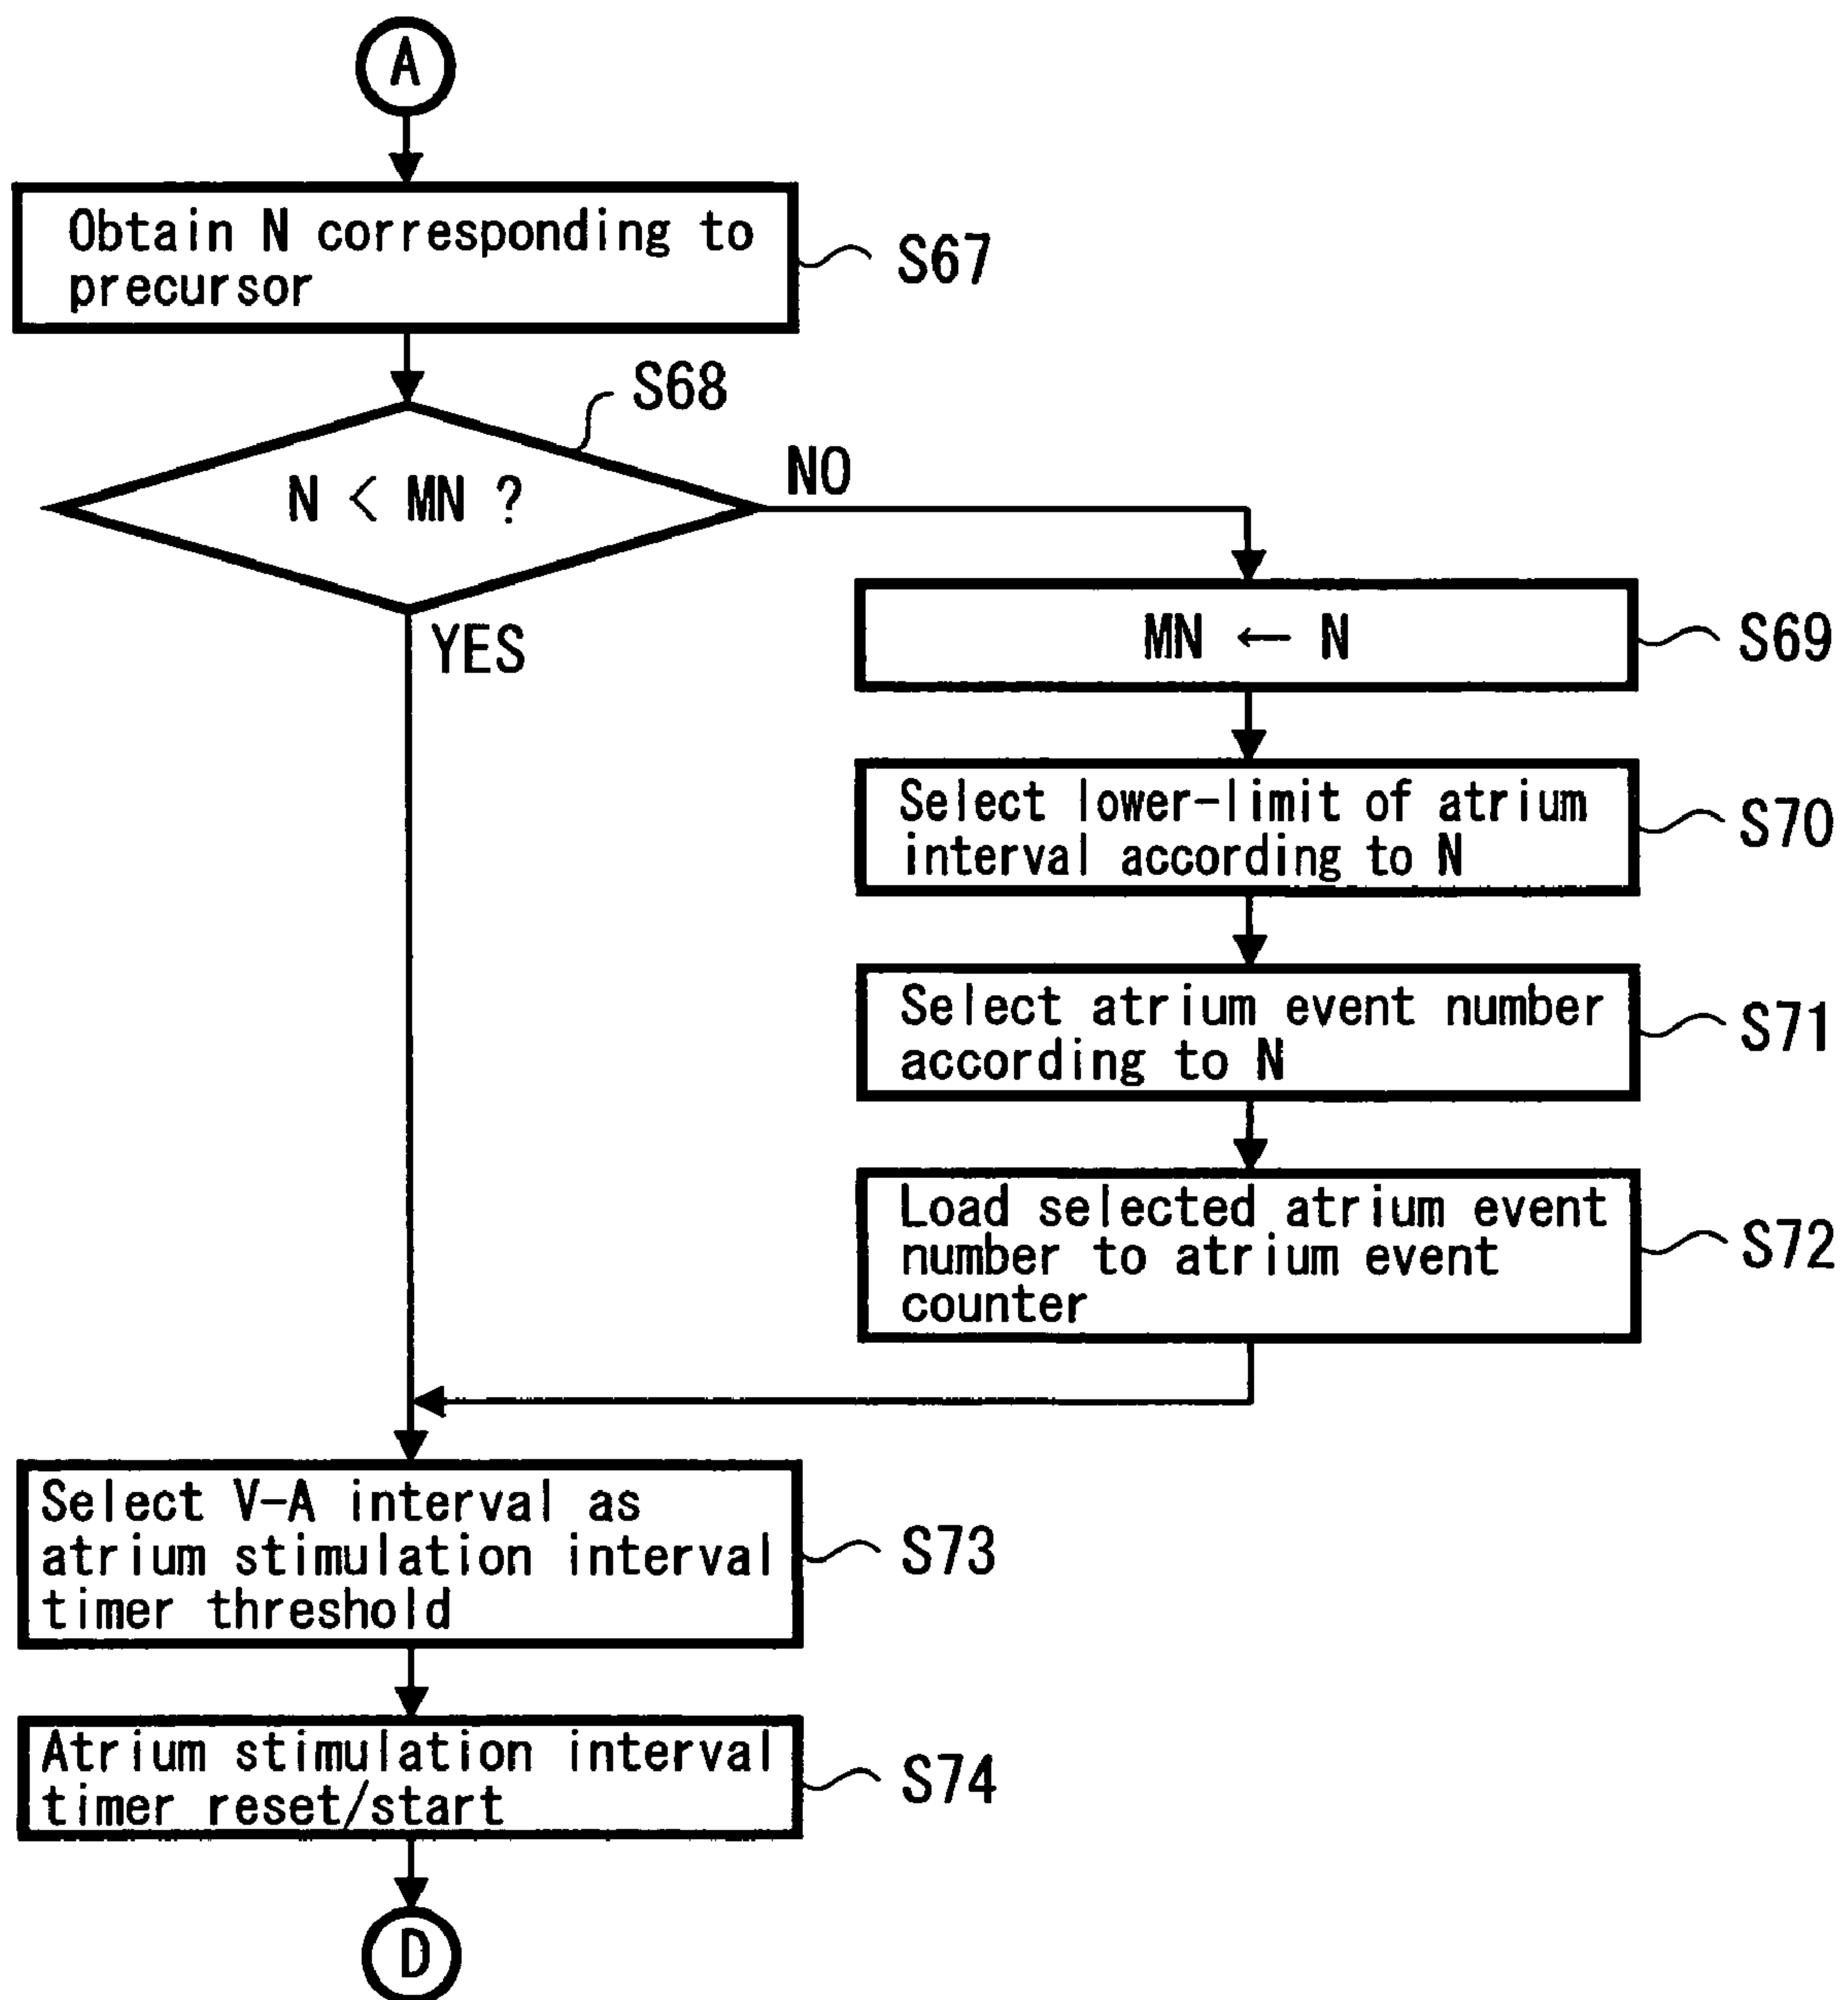 A
Obtain N corresponding to
precursor
S67
S68
N < MN ?
NO
YES
MN ← N
S69
Select lower-limit of atrium
interval according to N
S70
Select atrium event number
according to N
S71
Load selected atrium event
number to atrium event
counter
S72
Select V-A interval as
atrium stimulation interval
timer threshold
S73
Atrium stimulation interval
timer reset/start
S74
D